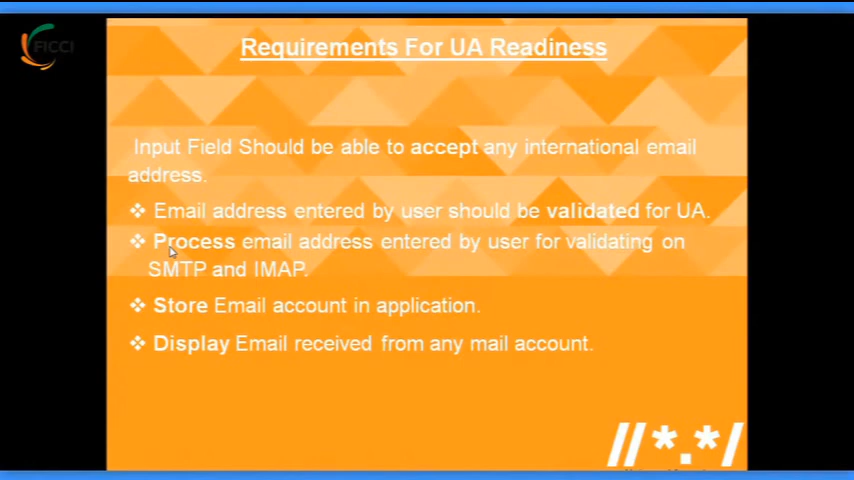 FICCI
Requirements For UA Readiness
Input Field Should be able to accept any international email
address.
❖ Email address entered by user should be validated for UA.
❖ Process email address entered by user for validating on
SMTP and IMAP.
❖ Store Email account in application.
❖ Display Email received from any mail account.
//*.*/